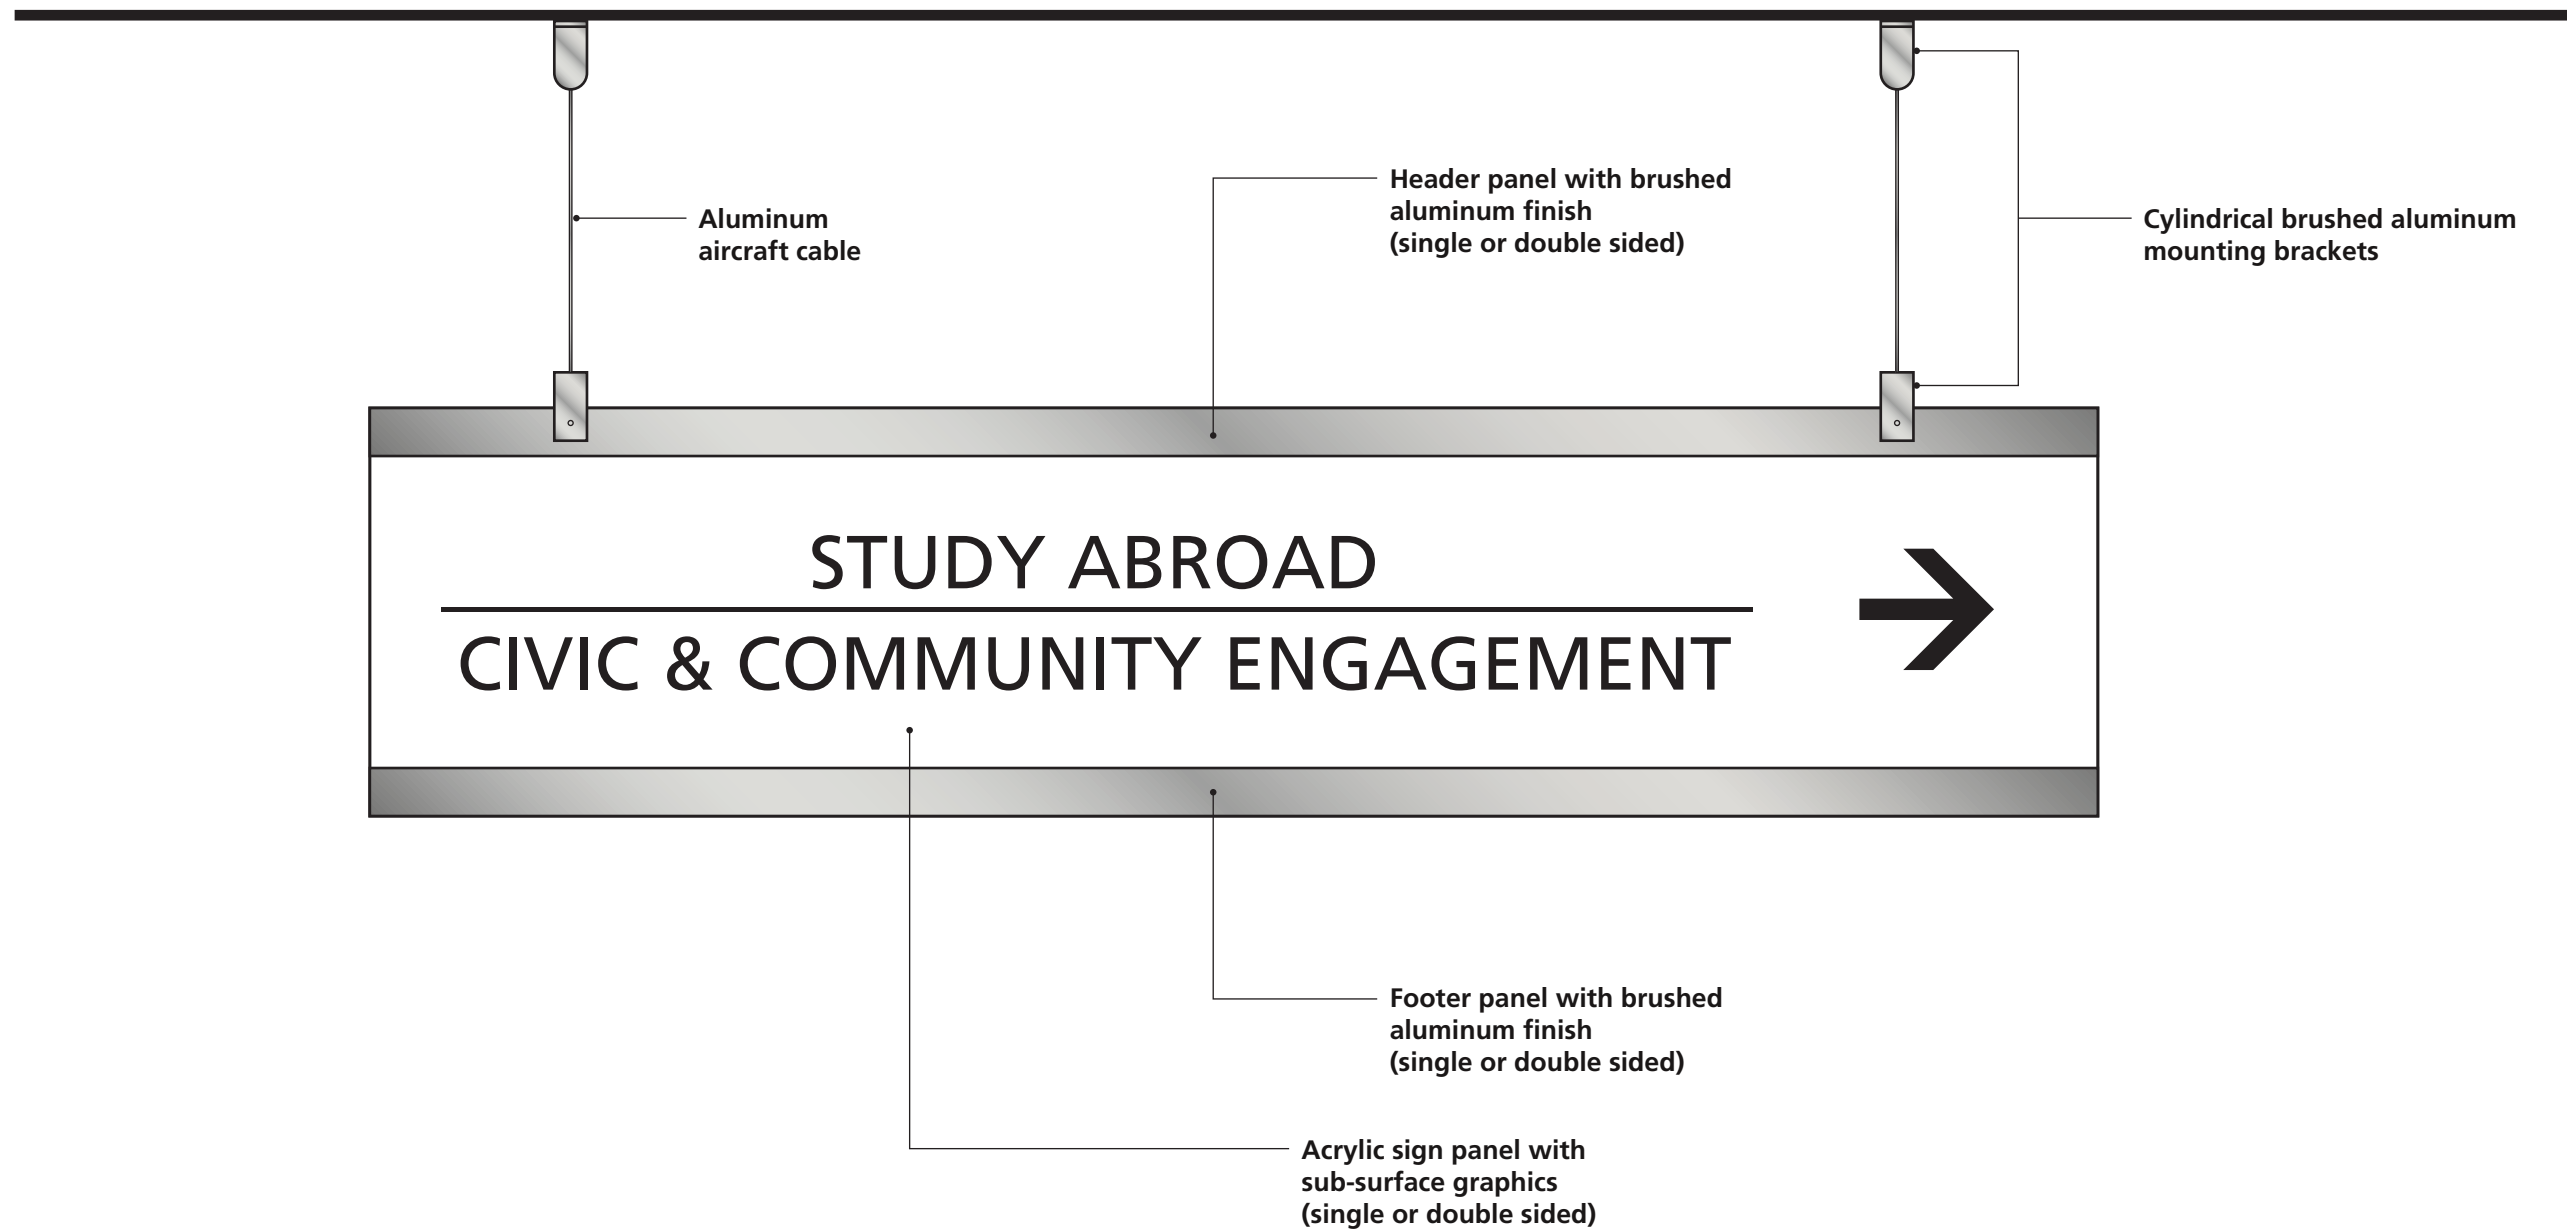 Header panel with brushed
aluminum finish
(single or double sided)
Aluminum
aircraft cable
Cylindrical brushed aluminum
mounting brackets
STUDY ABROAD
CIVIC & COMMUNITY ENGAGEMENT
Footer panel with brushed
aluminum finish
(single or double sided)
Acrylic sign panel with
sub-surface graphics
(single or double sided)